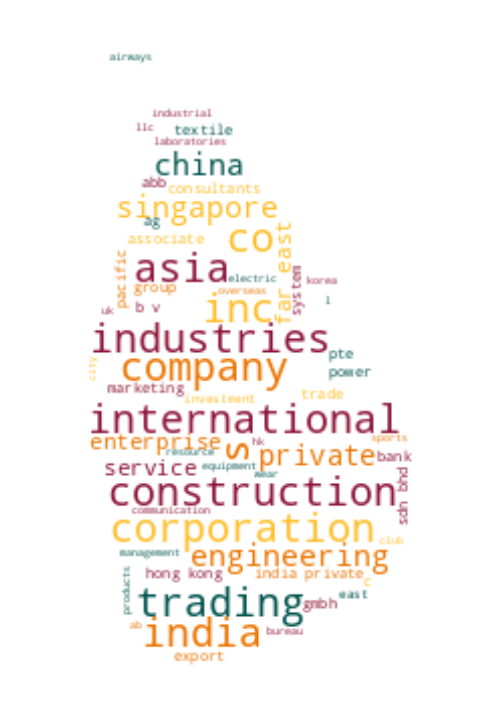 airways
industrial
llc textile
laboratories
china
abb consultants
singapore
ag
associate co
far east
asia
pacific
electric
group overseas
system
korea
inc
b v
l
uk
industries
pte
company
city
power
marketing
investment trade
international
enterprise s hk sports
resource private bank
service equipment
wear
construction
sdn bhd
communication
corporation
club
management engineering
hong kong india private c
products
trading east
gmbh
ab india bureau
export